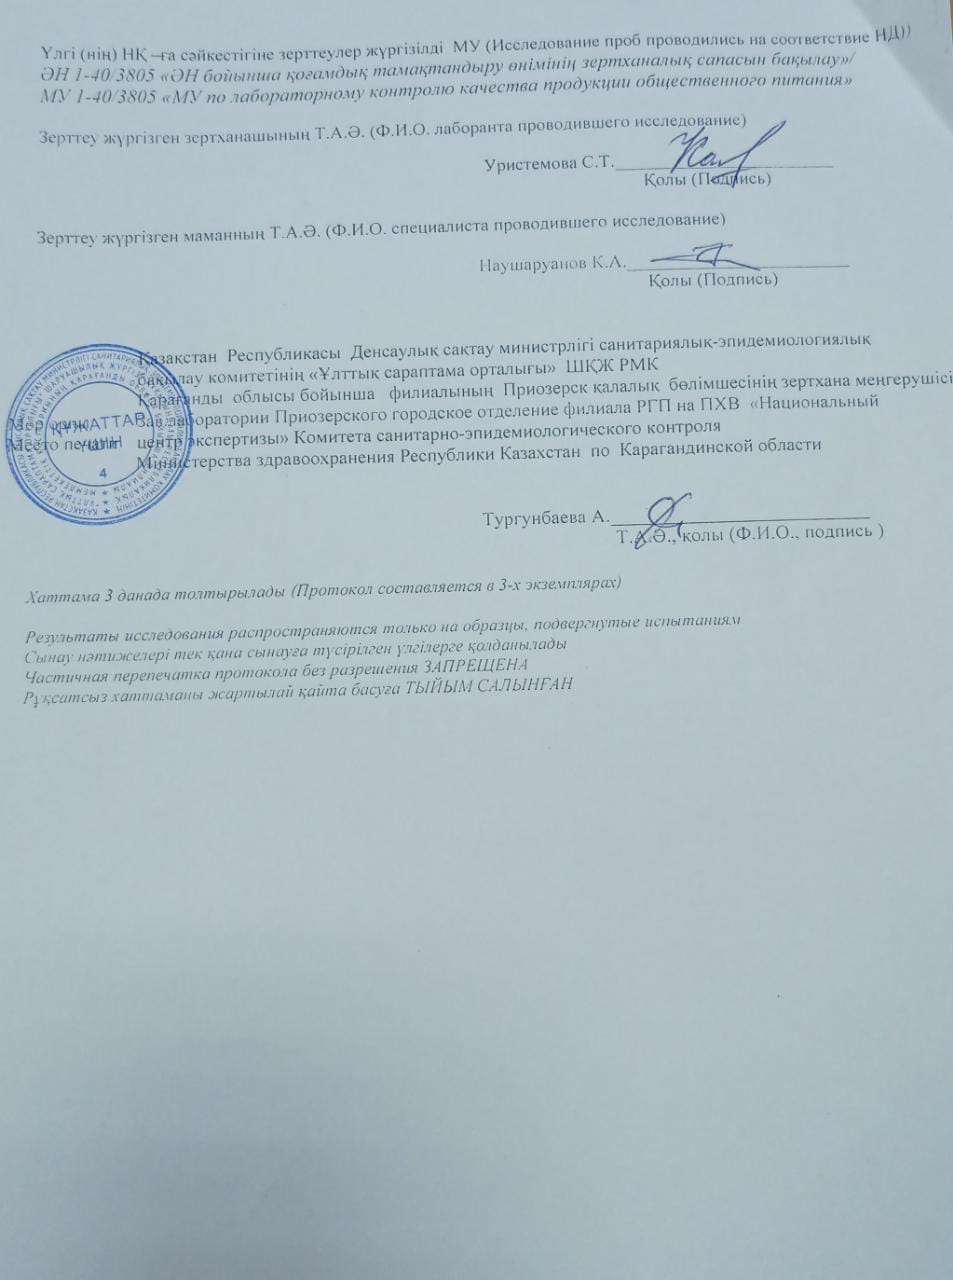 Үлгі (нің) НҚ –ға сәйкестігіне зерттеулер жүргізілді МУ (Исследование проб проводились на соответствие НД))
ӘН 1-40/3805 «ӘН бойынша қоғамдық тамақтандыру өнімінің зертханалық сапасын бақылау»/
МУ 1-40/3805 «МУ по лабораторному контролю качества продукции общественного питания»
Зерттеу жүргізген зертханашының Т.А.Ә. (Ф.И.О. лаборанта проводившего исследование)
Уристемова С.Т.
Қолы (Подпись)
Зерттеу жүргізген маманның Т.А.Ә. (Ф.И.О. специалиста проводившего исследование)
Наушаруанов К.А.
Қолы (Подпись)
Қазақстан Республикасы Денсаулық сақтау министрлігі санитариялық-эпидемиологиялық
бақылау комитетінің «Ұлттық сараптама орталығы» ШҚЖ РМК
Қарағанды облысы бойынша филиалының Приозерск қалалық бөлімшесінің зертхана меңгерушісі
Мөр орны Зав.лаборатории Приозерского городское отделение филиала РГП на ПХВ «Национальный
Место печати центр экспертизы» Комитета санитарно-эпидемиологического контроля
Министерства здравоохранения Республики Казахстан по Карагандинской области
ҚҰЖАТТАР
ҮШІН
4
Тургунбаева А.
Т.А.Ә., қолы (Ф.И.О., подпись )
Хаттама 3 данада толтырылады (Протокол составляется в 3-х экземплярах)
Результаты исследования распространяются только на образцы, подвергнутые испытаниям
Сынау нәтижелері тек қана сынауға түсірілген үлгілерге қолданылады
Частичная перепечатка протокола без разрешения ЗАПРЕЩЕНА
Рұқсатсыз хаттаманы жартылай қайта басуға ТЫЙЫМ САЛЫНҒАН